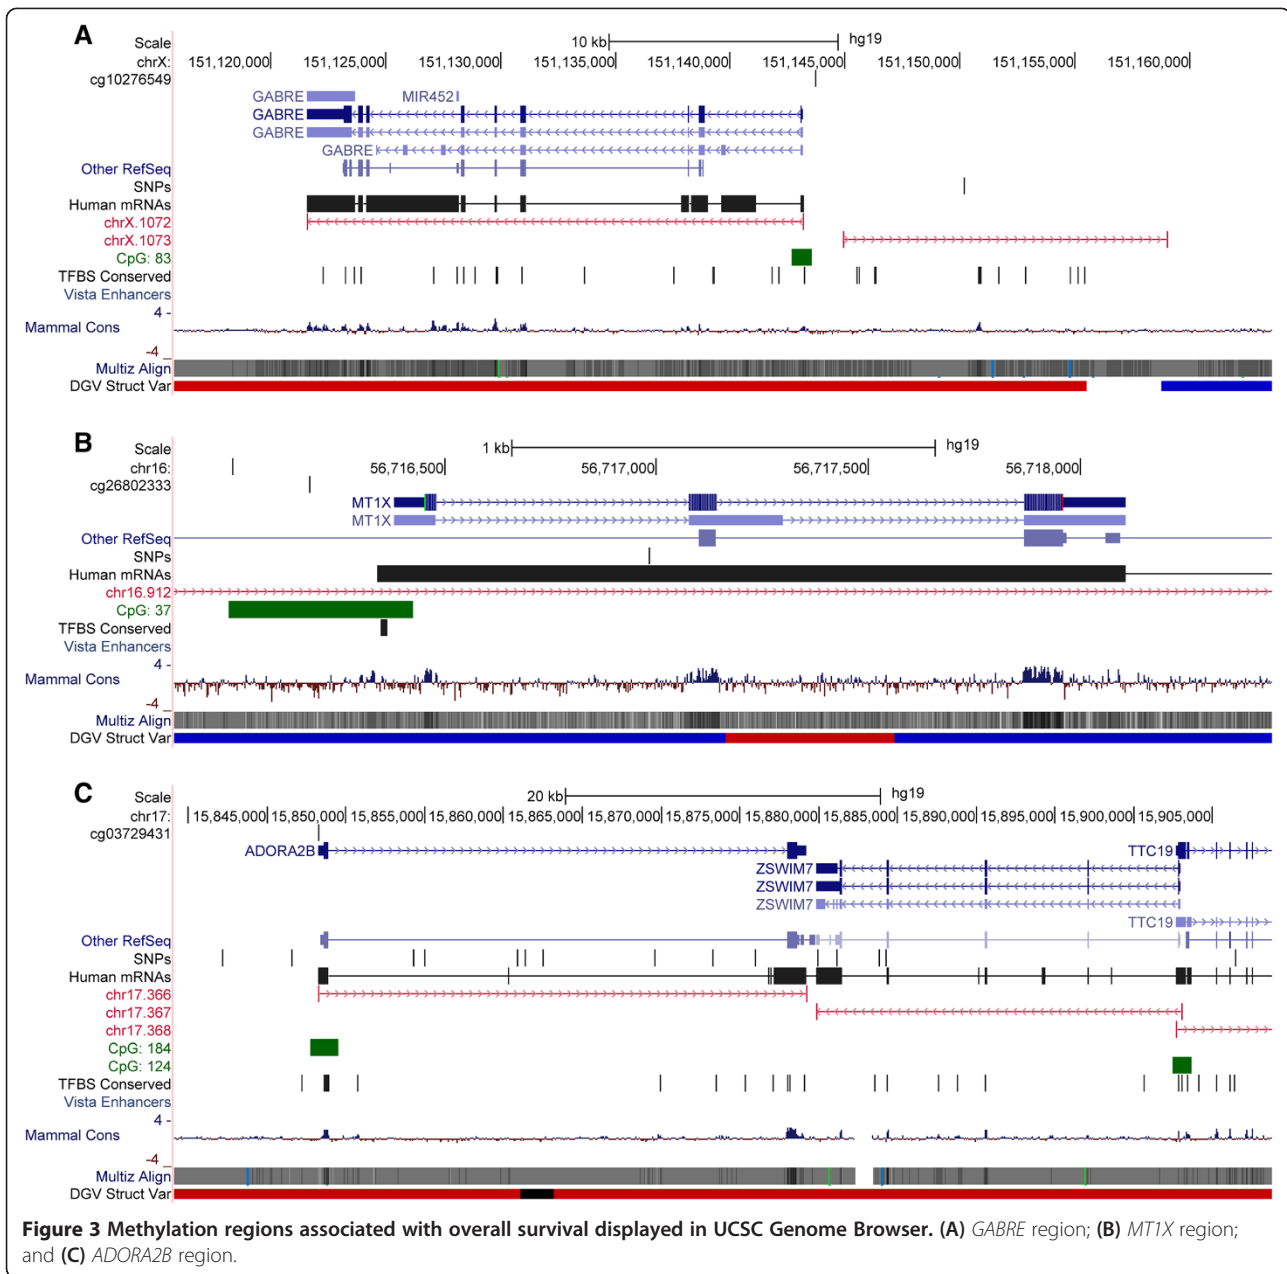 A
Scale 10 kb hg19
chrX: 151,120,000 151,125,000 151,130,000 151,135,000 151,140,000 151,145,000 151,150,000 151,155,000 151,160,000
cg10276549
GABRE MIR452
GABRE
GABRE
GABRE
Other RefSeq
SNPs
Human mRNAs
chrX.1072
chrX.1073
CpG: 83
TFBS Conserved
Vista Enhancers
4 -
Mammal Cons
-4 _
Multiz Align
DGV Struct Var
B
Scale 1 kb hg19
chr16: 56,716,500 56,717,000 56,717,500 56,718,000
cg26802333
MT1X
MT1X
Other RefSeq
SNPs
Human mRNAs
chr16.912
CpG: 37
TFBS Conserved
Vista Enhancers
4 -
Mammal Cons
-4 _
Multiz Align
DGV Struct Var
C
Scale 20 kb hg19
chr17: 15,845,000 15,850,000 15,855,000 15,860,000 15,865,000 15,870,000 15,875,000 15,880,000 15,885,000 15,890,000 15,895,000 15,900,000 15,905,000
cg03729431
ADORA2B TTC19
ZSWIM7
ZSWIM7
ZSWIM7
TTC19
Other RefSeq
SNPs
Human mRNAs
chr17.366
chr17.367
chr17.368
CpG: 184
CpG: 124
TFBS Conserved
Vista Enhancers
4 -
Mammal Cons
-4 _
Multiz Align
DGV Struct Var
Figure 3 Methylation regions associated with overall survival displayed in UCSC Genome Browser. (A) GABRE region; (B) MT1X region;
and (C) ADORA2B region.